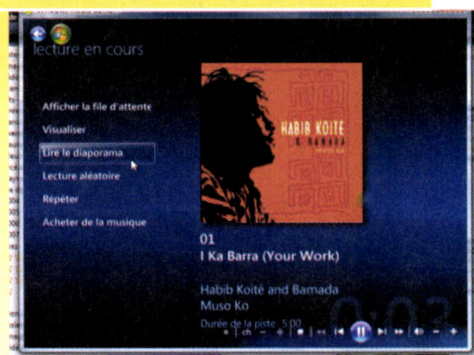 lecture en cours
Afficher la file d'attente
Visualiser
Lire le diaporama
Lecture aléatoire
Répéter
Acheter de la musique
HABIB KOITÉ
& BAMADA
01
I Ka Barra (Your Work)
Habib Koité and Bamada
Muso Ko
Durée de la piste 5:00
0:03
ch